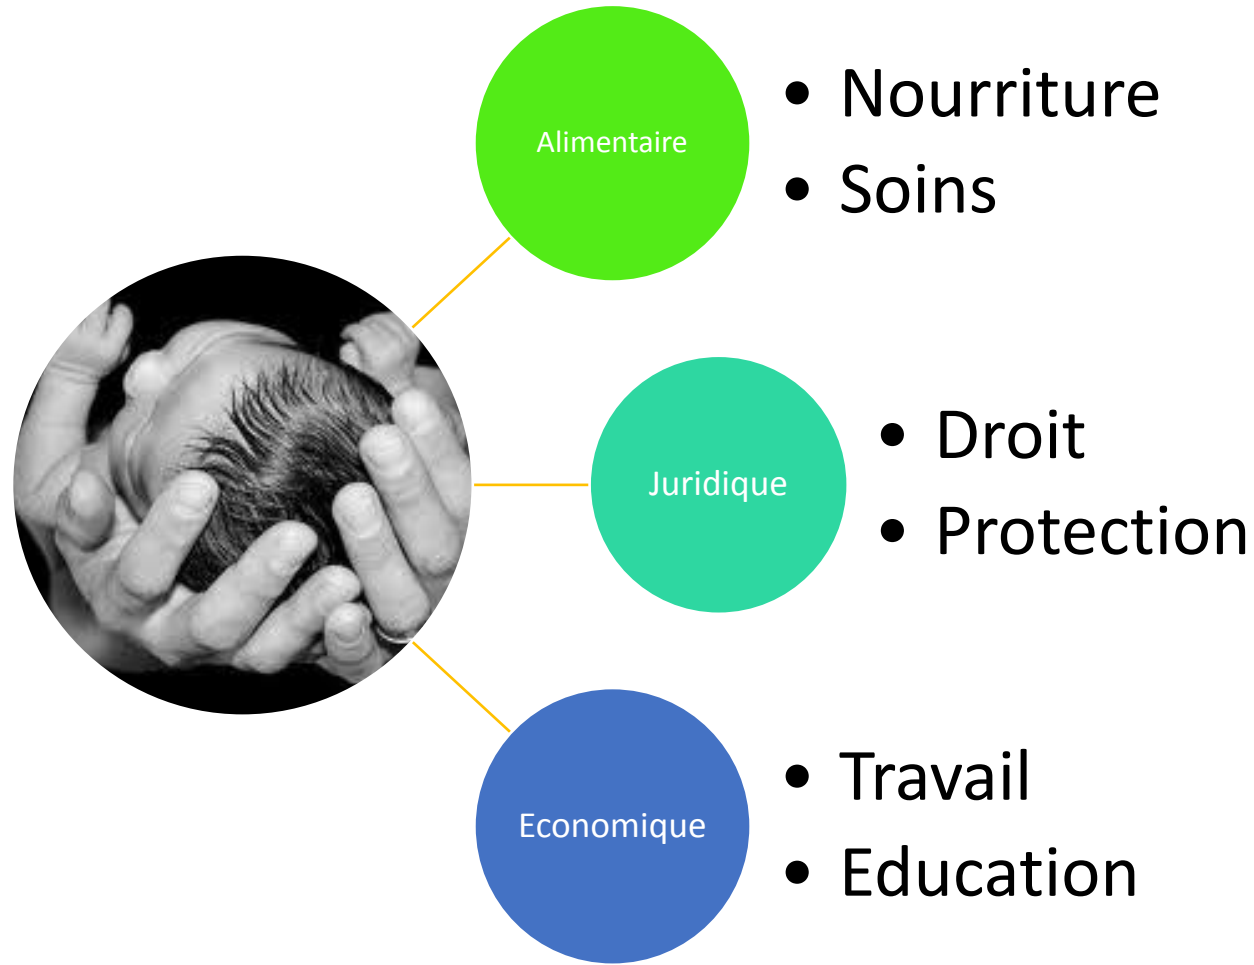 Alimentaire
• Nourriture
• Soins
Juridique
• Droit
• Protection
Economique
• Travail
• Education